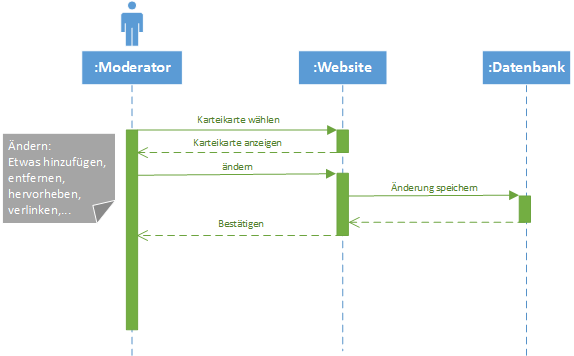 :Moderator
:Website
:Datenbank
Karteikarte wählen
Karteikarte anzeigen
Ändern:
Etwas hinzufügen,
entfernen,
hervorheben,
verlinken,...
ändern
Änderung speichern
Bestätigen